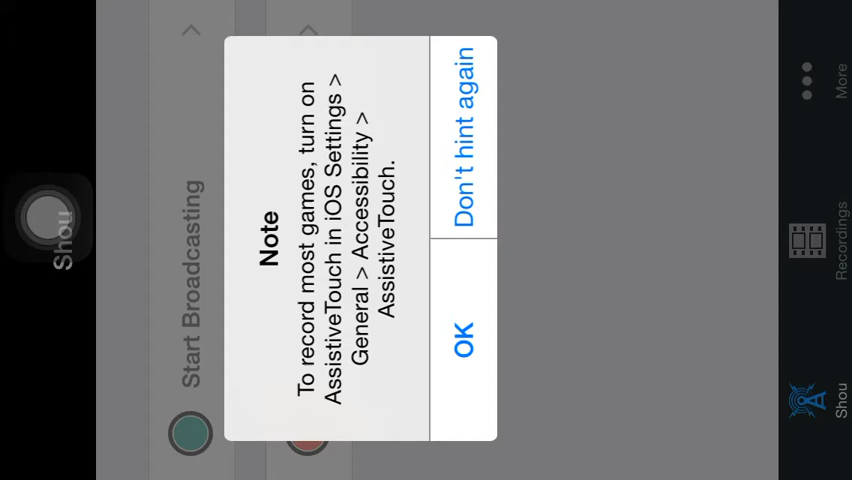 Shou
Start Broadcasting
Note
To record most games, turn on
AssistiveTouch in iOS Settings >
General > Accessibility >
AssistiveTouch.
OK
Don't hint again
Shou
Recordings
More